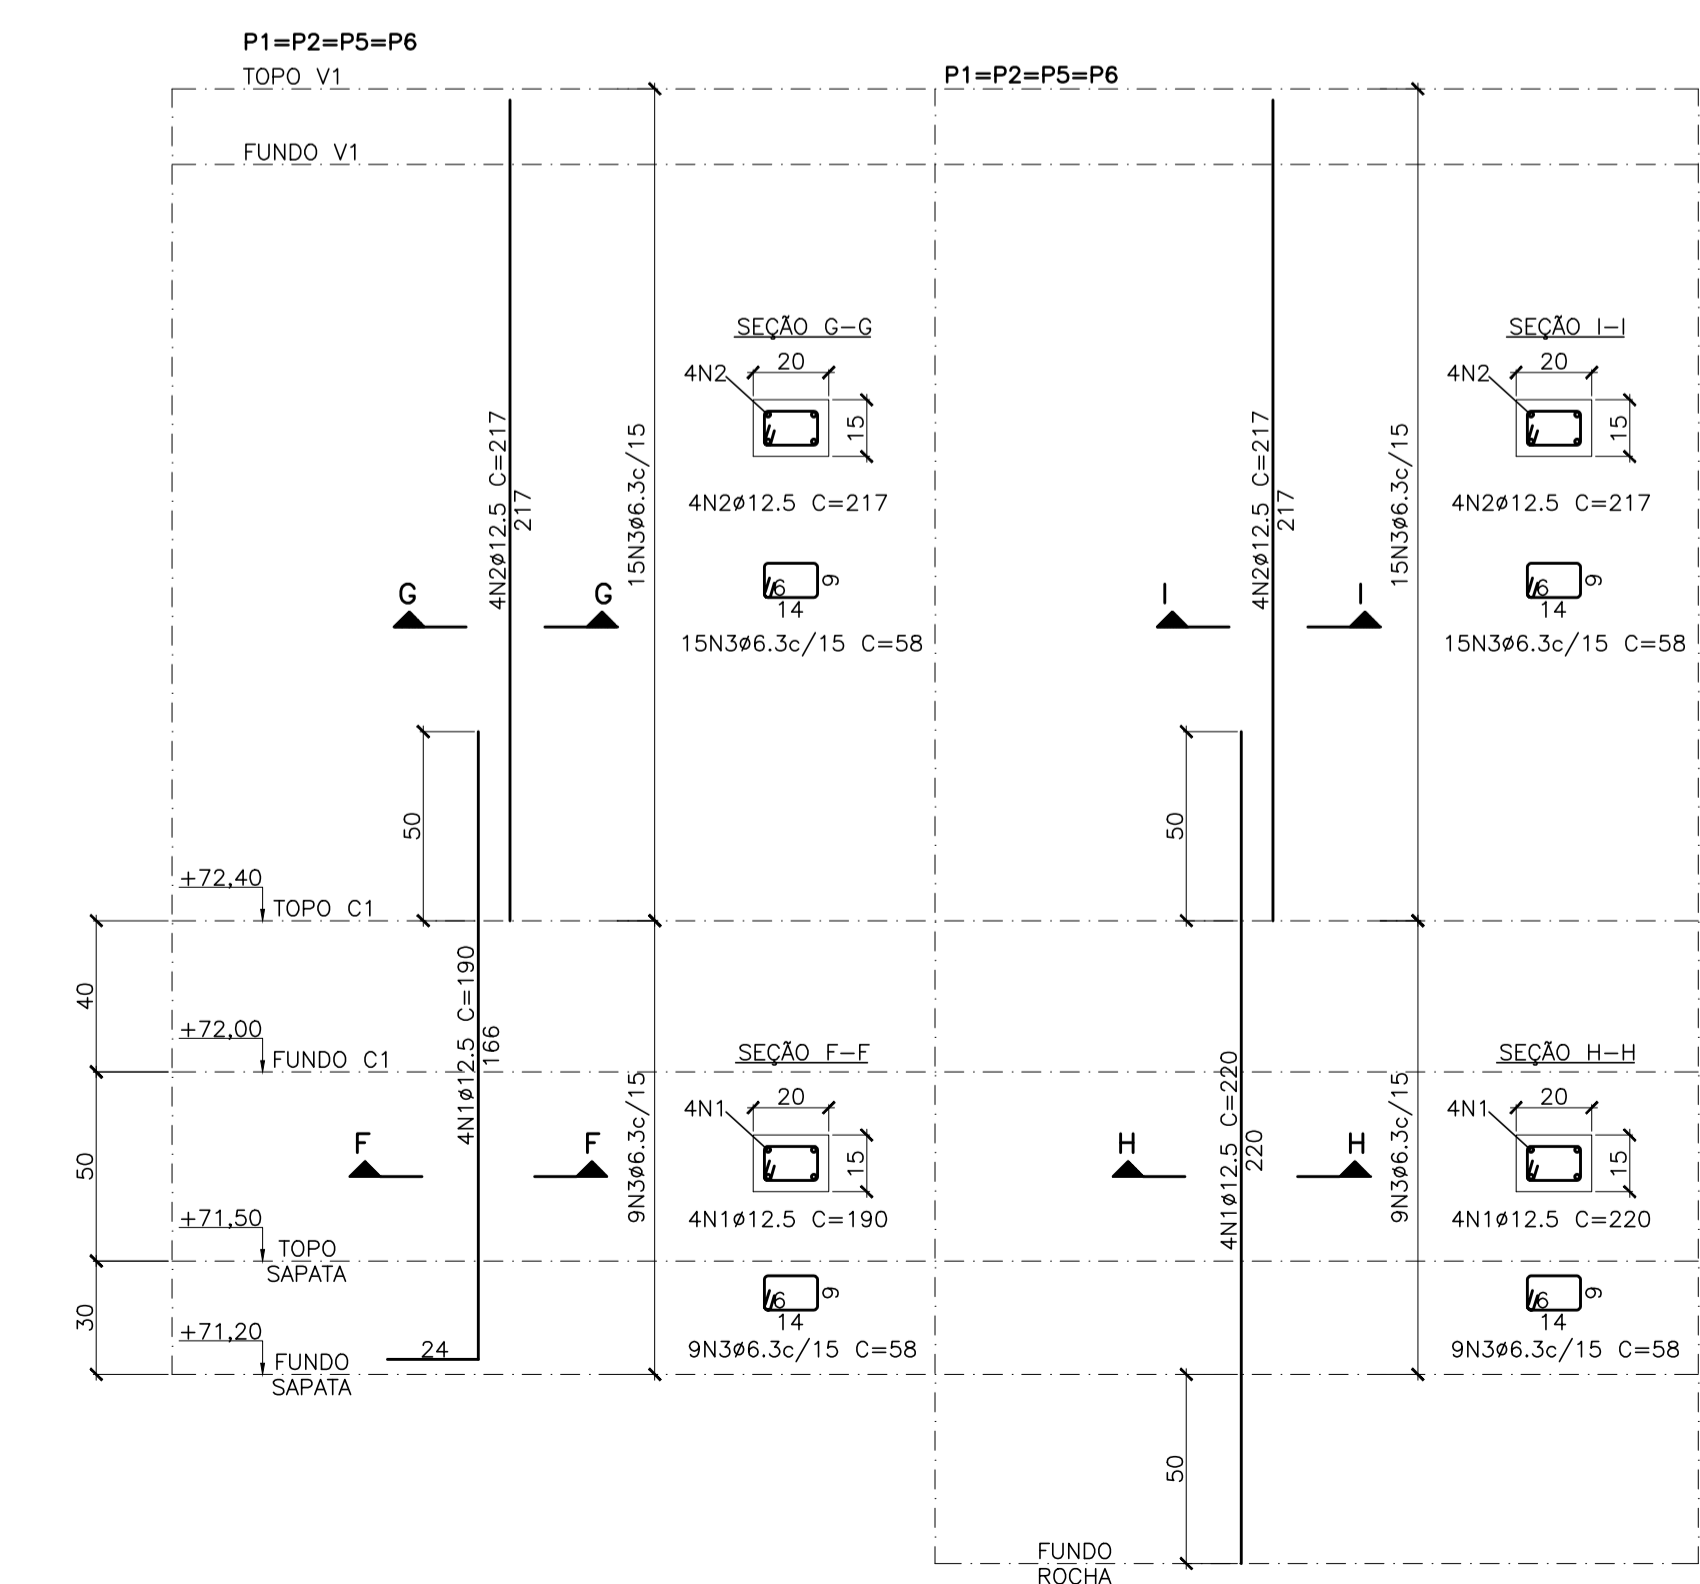 P1=P2=P5=P6
TOPO V1
P1=P2=P5=P6
FUNDO V1
SEÇÃO G-G
20
4N2
15
4N2ø12.5 C=217
14
6
9
15N3ø6.3c/15 C=58
4N2ø12.5 C=217
217
15N3ø6.3c/15
G
G
50
SEÇÃO I-I
20
4N2
15
4N2ø12.5 C=217
6
9
14
15N3ø6.3c/15 C=58
4N2ø12.5 C=217
217
15N3ø6.3c/15
I
I
50
+72,40
TOPO C1
40
+72,00
FUNDO C1
50
+71,50
TOPO
SAPATA
30
+71,20
FUNDO
SAPATA
4N1ø12.5 C=190
166
24
F
F
9N3ø6.3c/15
SEÇÃO F-F
20
4N1
15
4N1ø12.5 C=190
6
9
14
9N3ø6.3c/15 C=58
4N1ø12.5 C=220
220
H
H
9N3ø6.3c/15
SEÇÃO H-H
20
4N1
15
4N1ø12.5 C=220
6
9
14
9N3ø6.3c/15 C=58
50
FUNDO
ROCHA